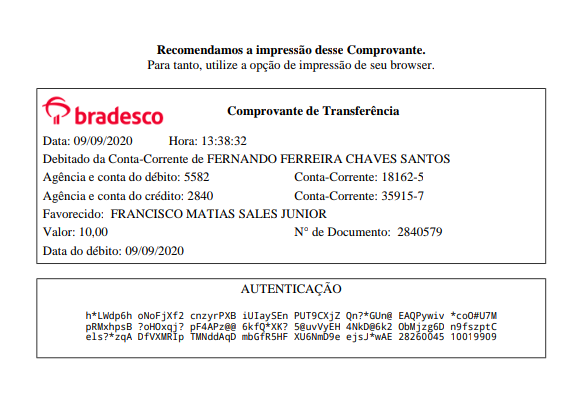 Recomendamos a impressão desse Comprovante.
Para tanto, utilize a opção de impressão de seu browser.
bradesco
Comprovante de Transferência
Data: 09/09/2020 Hora: 13:38:32
Debitado da Conta-Corrente de FERNANDO FERREIRA CHAVES SANTOS
Agência e conta do débito: 5582 Conta-Corrente: 18162-5
Agência e conta do crédito: 2840 Conta-Corrente: 35915-7
Favorecido: FRANCISCO MATIAS SALES JUNIOR
Valor: 10,00 N° de Documento: 2840579
Data do débito: 09/09/2020
AUTENTICAÇÃO
h*LWdp6h oNoFjXf2 cnzyrPXB iUIaySEn PUT9CXjZ Qn?*GUn@ EAQPywiv *coO#U7M
pRMxhpsB ?oHOxqj? pF4APz@@ 6kfQ*XK? 5@uvVyEH 4NkD@6k2 ObMjzg6D n9fszptC
els?*zqA DfVXMRIp TMNddAqD mbGfR5HF XU6NmD9e ejsJ*wAE 28260045 10019909